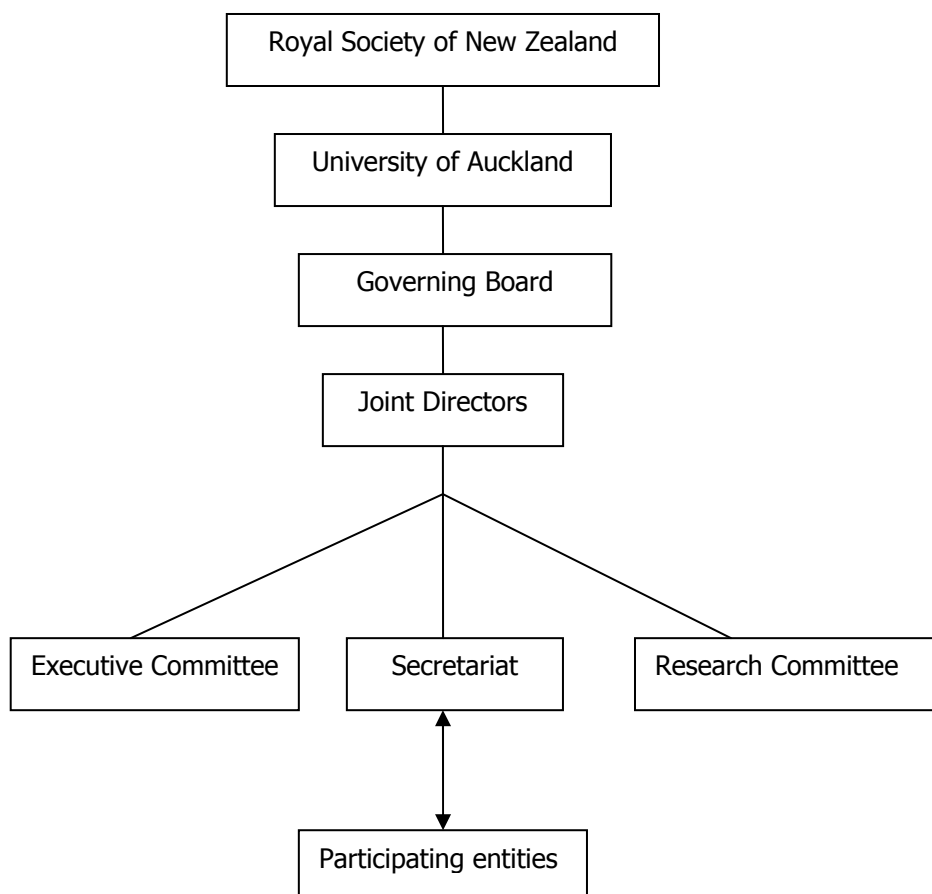 Royal Society of New Zealand
University of Auckland
Governing Board
Joint Directors
Executive Committee
Secretariat
Research Committee
Participating entities